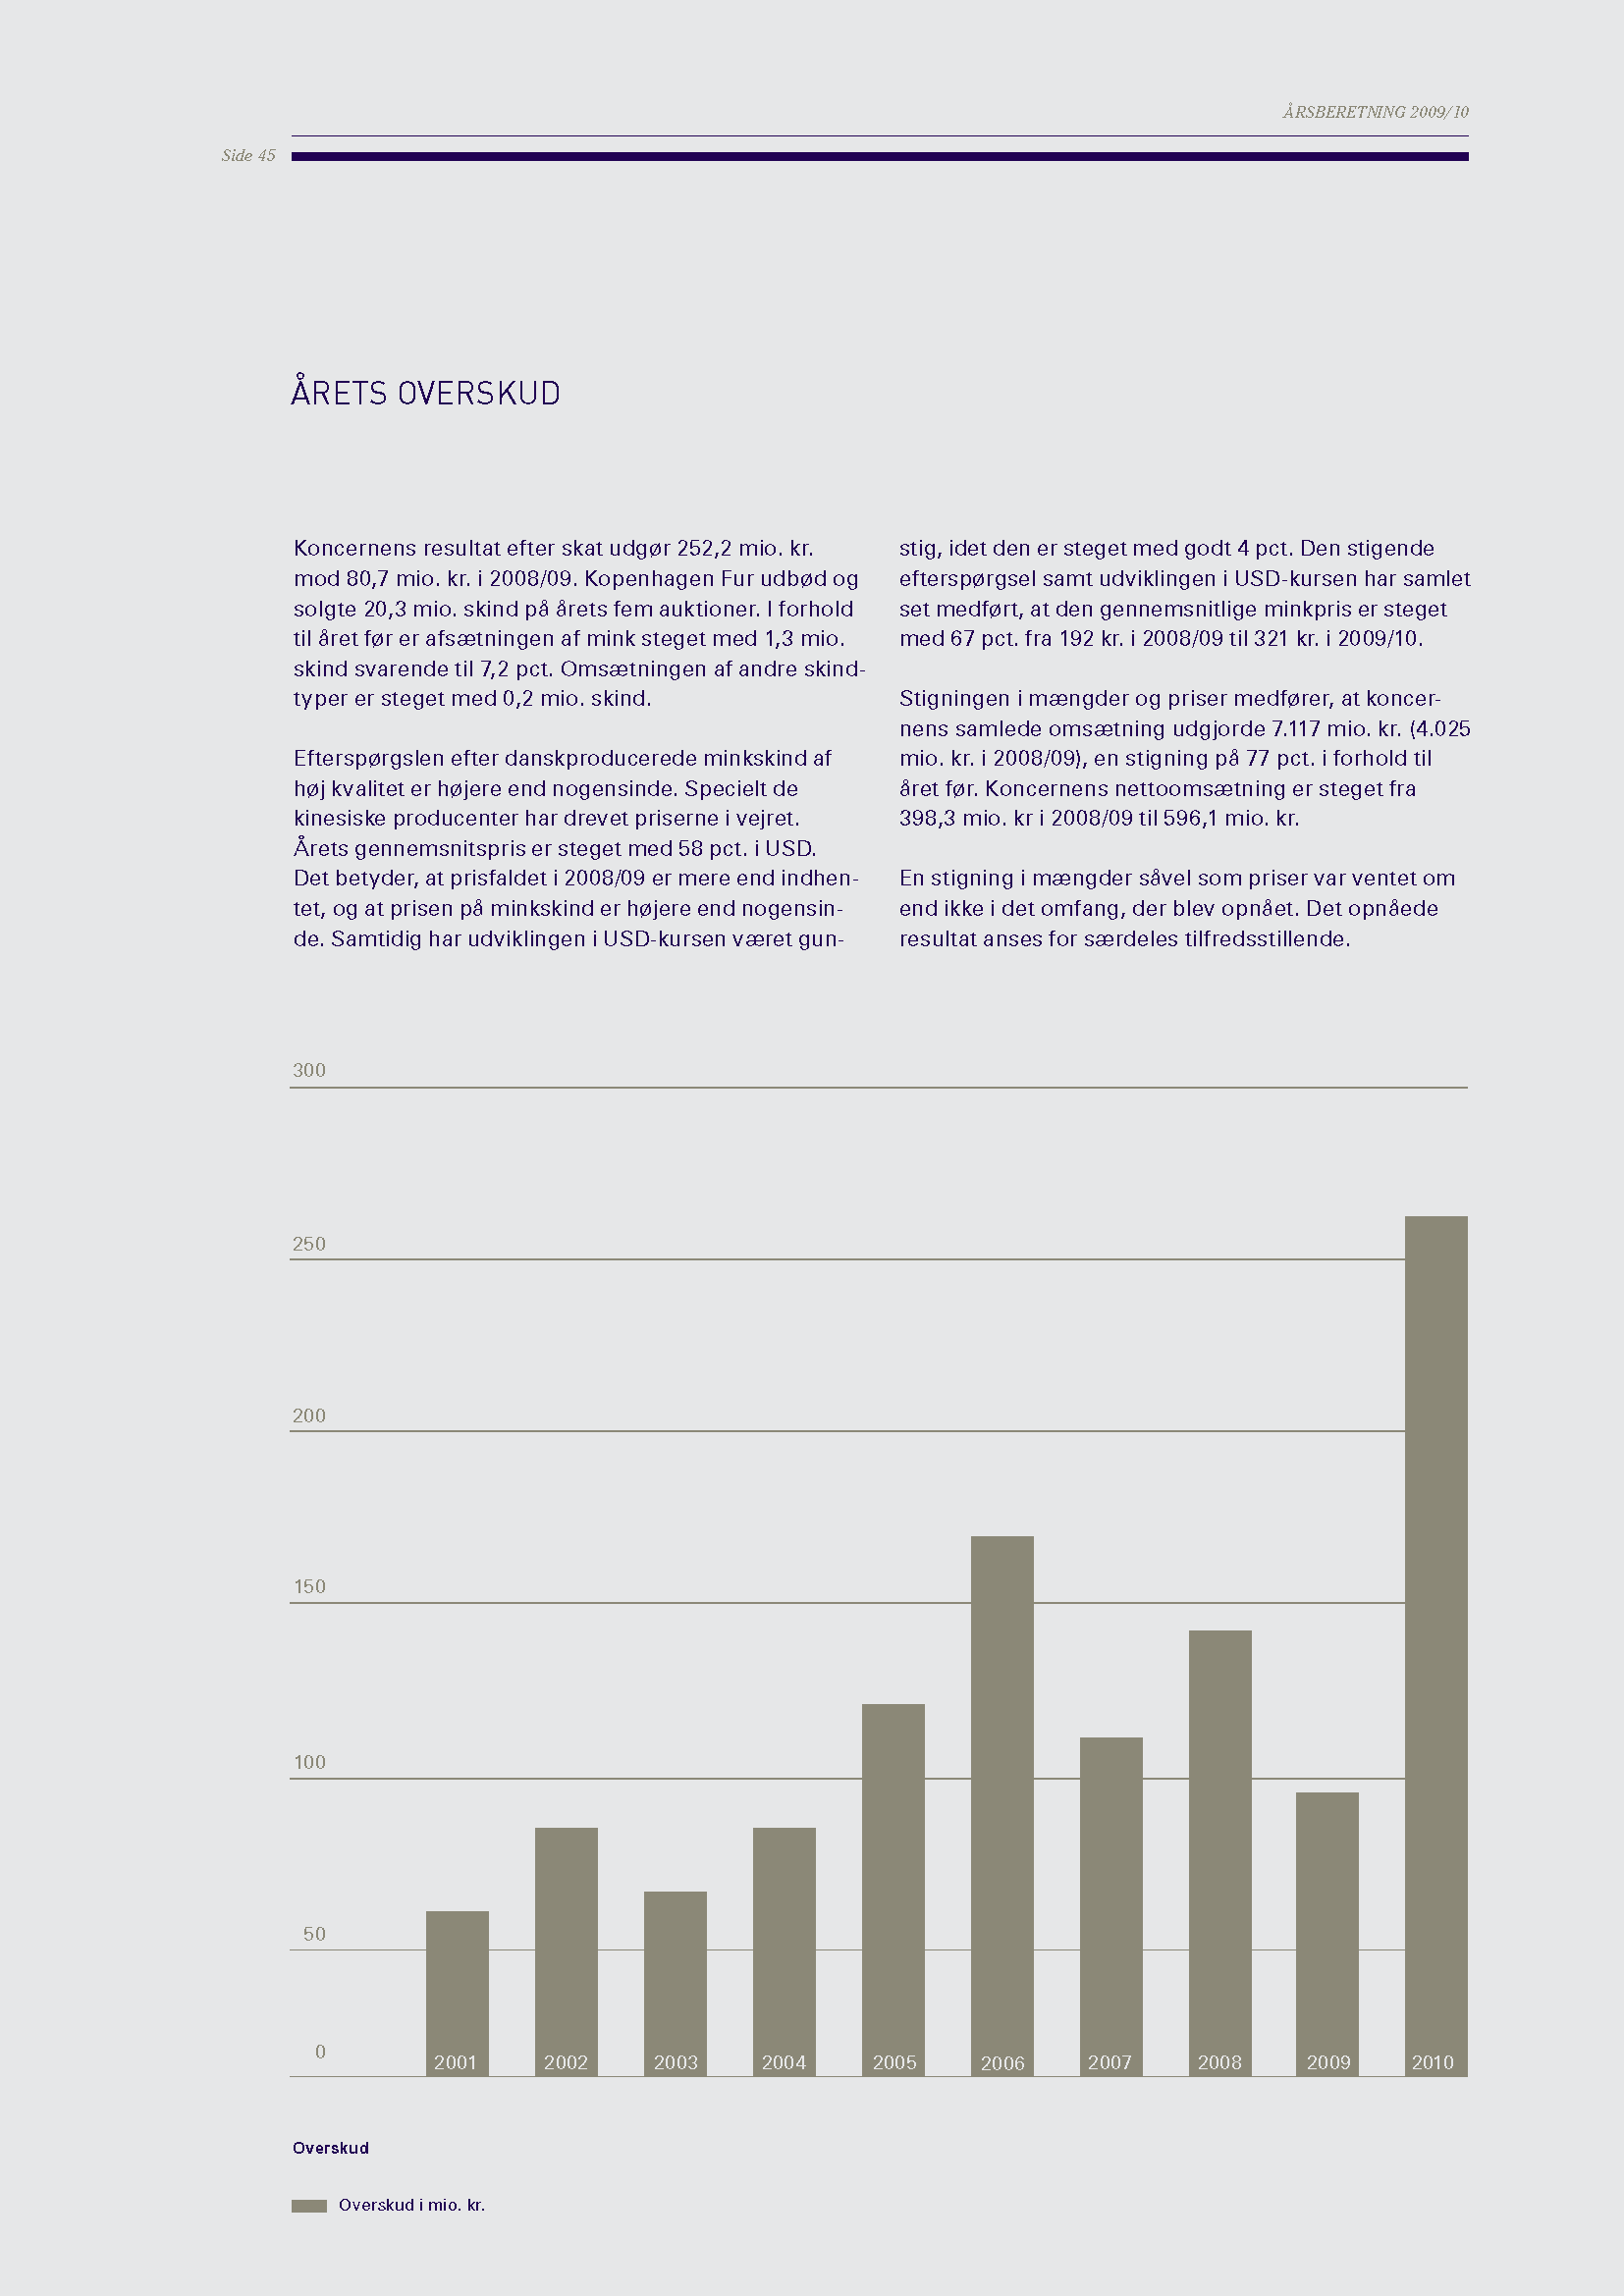 ÅRSBERETNING 2009/10
Side 45
ÅRETS OVERSKUD
Koncernens resultat efter skat udgør 252,2 mio. kr.
mod 80,7 mio. kr. i 2008/09. Kopenhagen Fur udbød og
solgte 20,3 mio. skind på årets fem auktioner. I forhold
til året før er afsætningen af mink steget med 1,3 mio.
skind svarende til 7,2 pct. Omsætningen af andre skind-
typer er steget med 0,2 mio. skind.
Efterspørgslen efter danskproducerede minkskind af
høj kvalitet er højere end nogensinde. Specielt de
kinesiske producenter har drevet priserne i vejret.
Årets gennemsnitspris er steget med 58 pct. i USD.
Det betyder, at prisfaldet i 2008/09 er mere end indhen-
tet, og at prisen på minkskind er højere end nogensin-
de. Samtidig har udviklingen i USD-kursen været gun-
stig, idet den er steget med godt 4 pct. Den stigende
efterspørgsel samt udviklingen i USD-kursen har samlet
set medført, at den gennemsnitlige minkpris er steget
med 67 pct. fra 192 kr. i 2008/09 til 321 kr. i 2009/10.
Stigningen i mængder og priser medfører, at koncer-
nens samlede omsætning udgjorde 7.117 mio. kr. (4.025
mio. kr. i 2008/09), en stigning på 77 pct. i forhold til
året før. Koncernens nettoomsætning er steget fra
398,3 mio. kr i 2008/09 til 596,1 mio. kr.
En stigning i mængder såvel som priser var ventet om
end ikke i det omfang, der blev opnået. Det opnåede
resultat anses for særdeles tilfredsstillende.
300
250
200
150
100
50
0
2001 2002 2003 2004 2005 2006 2007 2008 2009 2010
Overskud
Overskud i mio. kr.